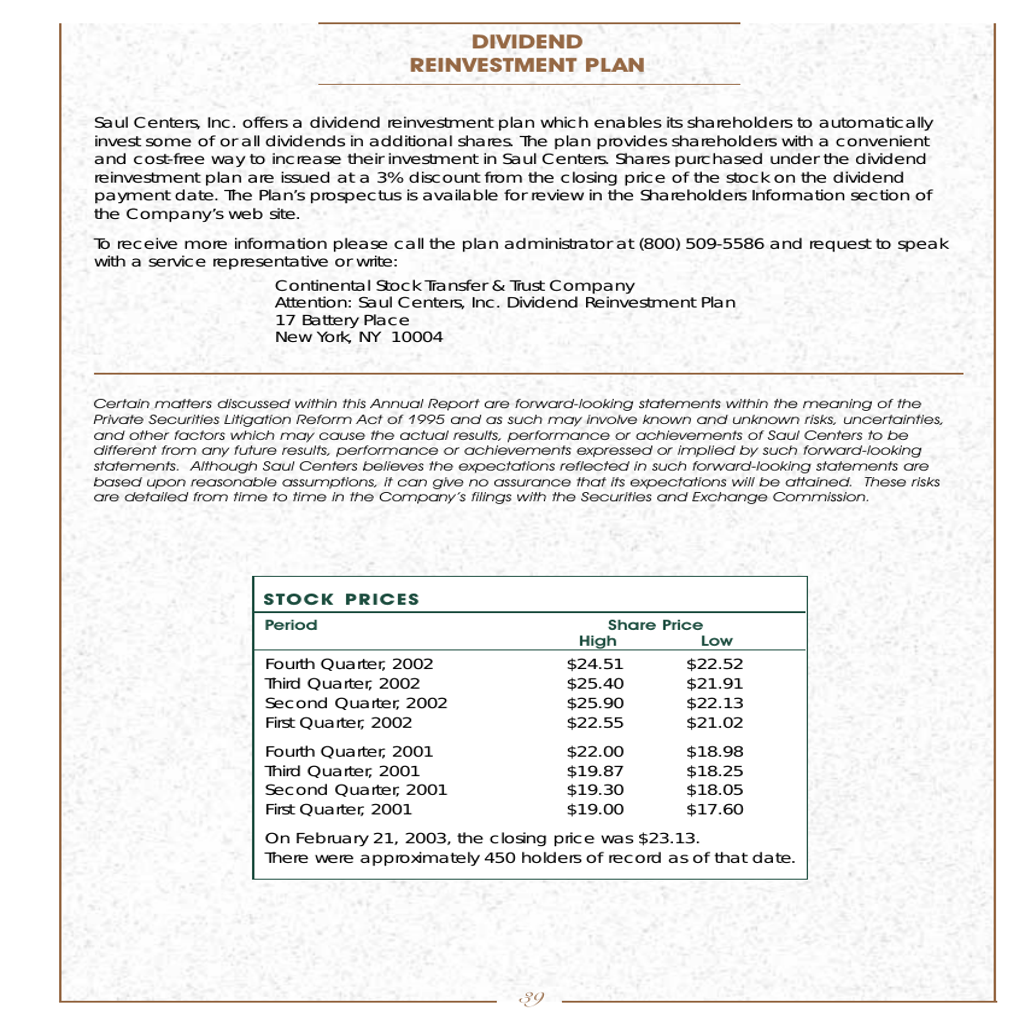 DIVIDEND
REINVESTMENT PLAN
Saul Centers, Inc. offers a dividend reinvestment plan which enables its shareholders to automatically
invest some of or all dividends in additional shares. The plan provides shareholders with a convenient
and cost-free way to increase their investment in Saul Centers. Shares purchased under the dividend
reinvestment plan are issued at a 3% discount from the closing price of the stock on the dividend
payment date. The Plan's prospectus is available for review in the Shareholders Information section of
the Company's web site.
To receive more information please call the plan administrator at (800) 509-5586 and request to speak
with a service representative or write:
Continental Stock Transfer & Trust Company
Attention: Saul Centers, Inc. Dividend Reinvestment Plan
17 Battery Place
New York, NY 10004
Certain matters discussed within this Annual Report are forward-looking statements within the meaning of the
Private Securities Litigation Reform Act of 1995 and as such may involve known and unknown risks, uncertainties,
and other factors which may cause the actual results, performance or achievements of Saul Centers to be
different from any future results, performance or achievements expressed or implied by such forward-looking
statements. Although Saul Centers believes the expectations reflected in such forward-looking statements are
based upon reasonable assumptions, it can give no assurance that its expectations will be attained. These risks
are detailed from time to time in the Company's filings with the Securities and Exchange Commission.
STOCK PRICES
Period Share Price
High Low
Fourth Quarter, 2002 $24.51 $22.52
Third Quarter, 2002 $25.40 $21.91
Second Quarter, 2002 $25.90 $22.13
First Quarter, 2002 $22.55 $21.02
Fourth Quarter, 2001 $22.00 $18.98
Third Quarter, 2001 $19.87 $18.25
Second Quarter, 2001 $19.30 $18.05
First Quarter, 2001 $19.00 $17.60
On February 21, 2003, the closing price was $23.13.
There were approximately 450 holders of record as of that date.
39